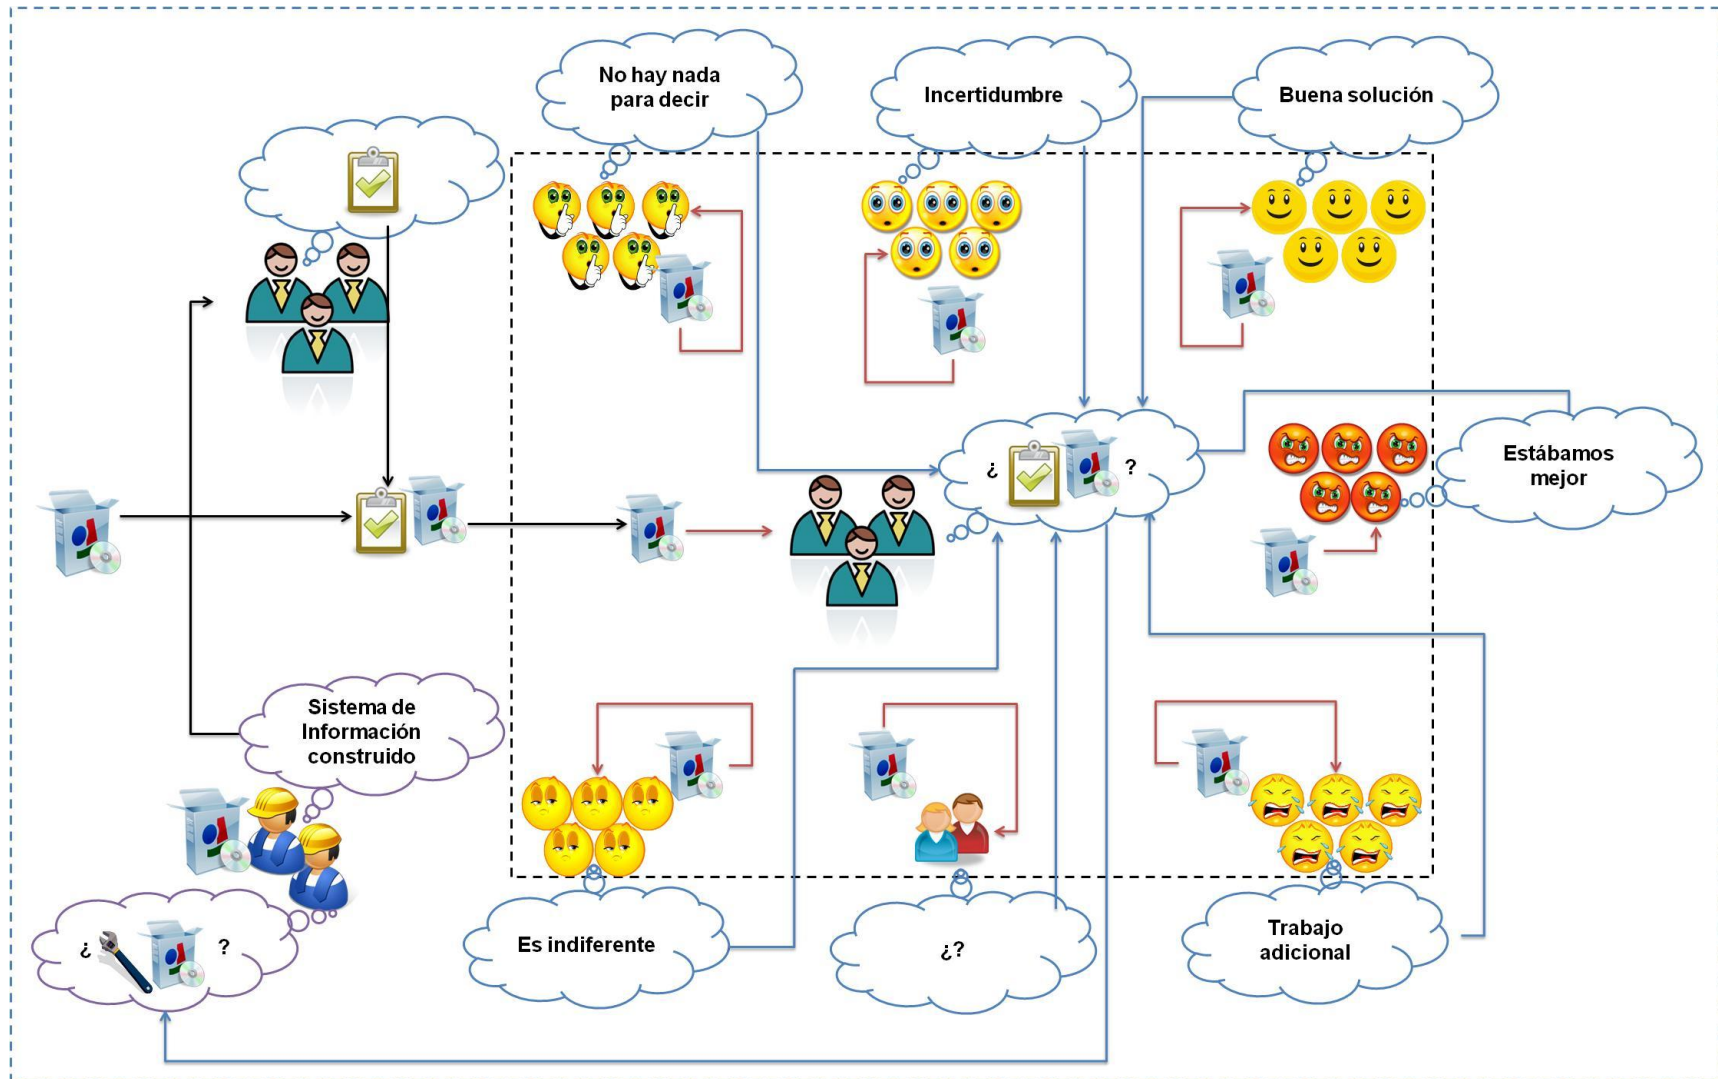 No hay nada
para decir
Incertidumbre
Buena solución
¿ ?
Estábamos
mejor
Sistema de
Información
construido
¿ ?
Es indiferente
¿?
Trabajo
adicional